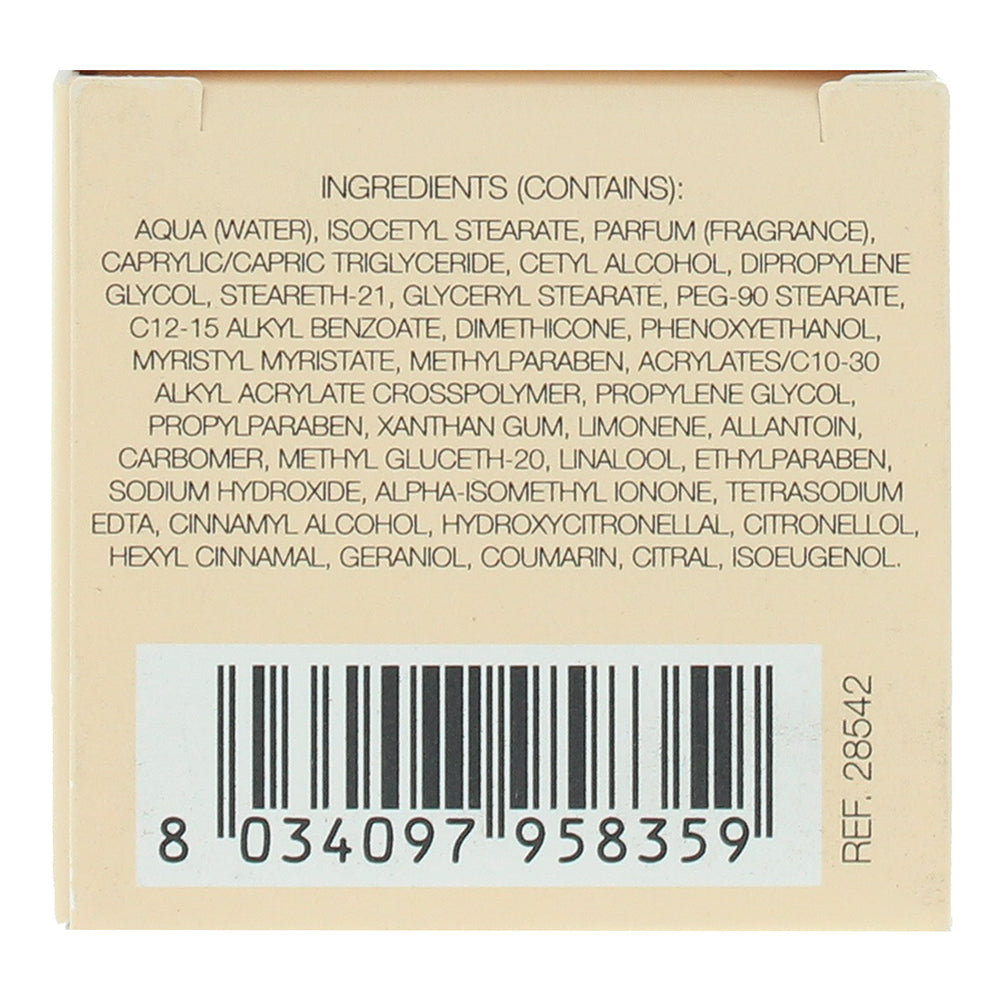 INGREDIENTS (CONTAINS):
AQUA (WATER), ISOCETYL STEARATE, PARFUM (FRAGRANCE),
CAPRYLIC/CAPRIC TRIGLYCERIDE, CETYL ALCOHOL, DIPROPYLENE
GLYCOL, STEARETH-21, GLYCERYL STEARATE, PEG-90 STEARATE,
C12-15 ALKYL BENZOATE, DIMETHICONE, PHENOXYETHANOL,
MYRISTYL MYRISTATE, METHYLPARABEN, ACRYLATES/C10-30
ALKYL ACRYLATE CROSSPOLYMER, PROPYLENE GLYCOL,
PROPYLPARABEN, XANTHAN GUM, LIMONENE, ALLANTOIN,
CARBOMER, METHYL GLUCETH-20, LINALOOL, ETHYLPARABEN,
SODIUM HYDROXIDE, ALPHA-ISOMETHYL IONONE, TETRASODIUM
EDTA, CINNAMYL ALCOHOL, HYDROXYCITRONELLAL, CITRONELLOL,
HEXYL CINNAMAL, GERANIOL, COUMARIN, CITRAL, ISOEUGENOL.
8 034097 958359
REF. 28542